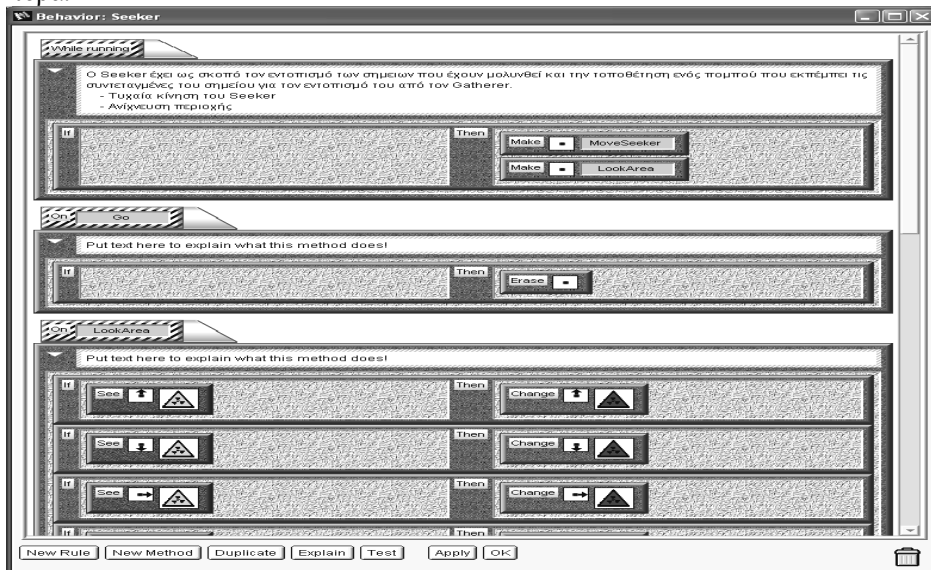 Behavior: Seeker
While running
Ο Seeker έχει ως σκοπό τον εντοπισμό των σημειων που έχουν μολυνθεί και την τοποθέτηση ενός πομπού που εκπέμπει τις
συντεταγμένες του σημείου για τον εντοπισμό του από τον Gatherer.
- Τυχαία κίνηση του Seeker
- Ανίχνευση περιοχής
If Then Make MoveSeeker
Make LookArea
On Go
Put text here to explain what this method does!
If Then Erase
On LookArea
Put text here to explain what this method does!
If See Then Change
If See Then Change
If See Then Change
If Then
New Rule New Method Duplicate Explain Test Apply OK